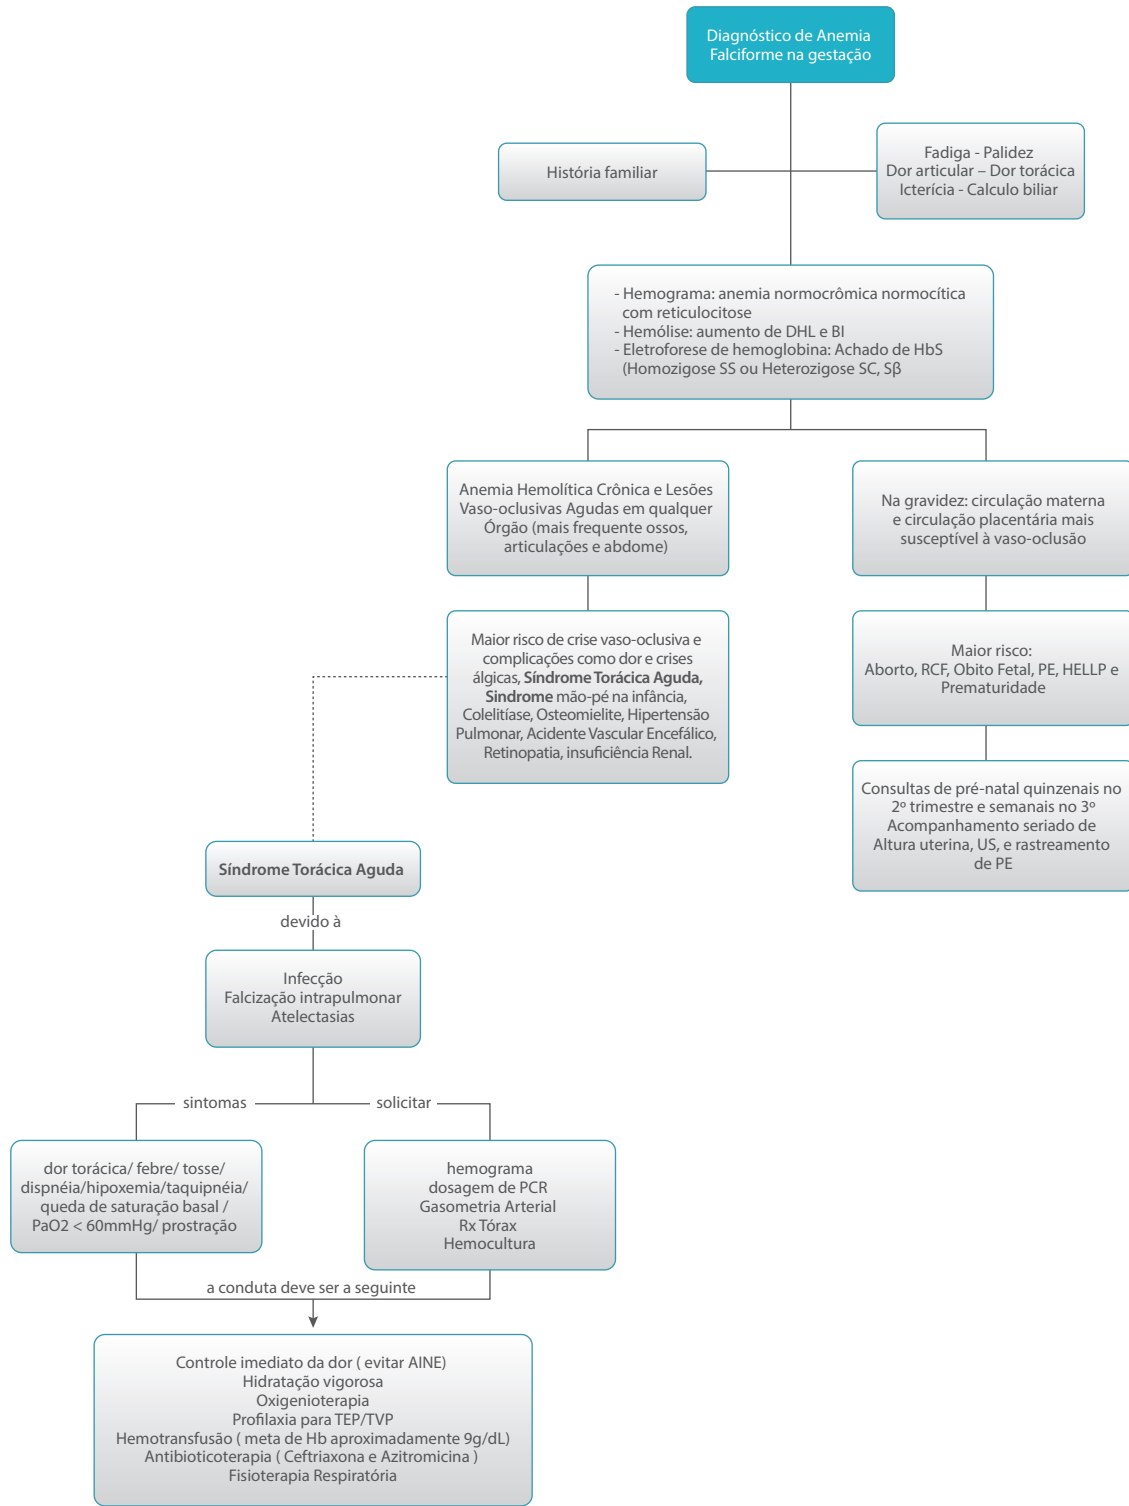 Diagnóstico de Anemia
Falciforme na gestação
História familiar
Fadiga - Palidez
Dor articular – Dor torácica
Icterícia - Calculo biliar
- Hemograma: anemia normocrômica normocítica
com reticulocitose
- Hemólise: aumento de DHL e BI
- Eletroforese de hemoglobina: Achado de HbS
(Homozigose SS ou Heterozigose SC, Sβ
Anemia Hemolítica Crônica e Lesões
Vaso-oclusivas Agudas em qualquer
Órgão (mais frequente ossos,
articulações e abdome)
Na gravidez: circulação materna
e circulação placentária mais
susceptível à vaso-oclusão
Maior risco de crise vaso-oclusiva e
complicações como dor e crises
álgicas, Síndrome Torácica Aguda,
Sindrome mão-pé na infância,
Colelitíase, Osteomielite, Hipertensão
Pulmonar, Acidente Vascular Encefálico,
Retinopatia, insuficiência Renal.
Maior risco:
Aborto, RCF, Obito Fetal, PE, HELLP e
Prematuridade
Consultas de pré-natal quinzenais no
2º trimestre e semanais no 3º
Acompanhamento seriado de
Altura uterina, US, e rastreamento
de PE
Síndrome Torácica Aguda
devido à
Infecção
Falcização intrapulmonar
Atelectasias
sintomas
solicitar
dor torácica/ febre/ tosse/
dispnéia/hipoxemia/taquipnéia/
queda de saturação basal /
PaO2 < 60mmHg/ prostração
hemograma
dosagem de PCR
Gasometria Arterial
Rx Tórax
Hemocultura
a conduta deve ser a seguinte
Controle imediato da dor ( evitar AINE)
Hidratação vigorosa
Oxigenioterapia
Profilaxia para TEP/TVP
Hemotransfusão ( meta de Hb aproximadamente 9g/dL)
Antibioticoterapia ( Ceftriaxona e Azitromicina )
Fisioterapia Respiratória